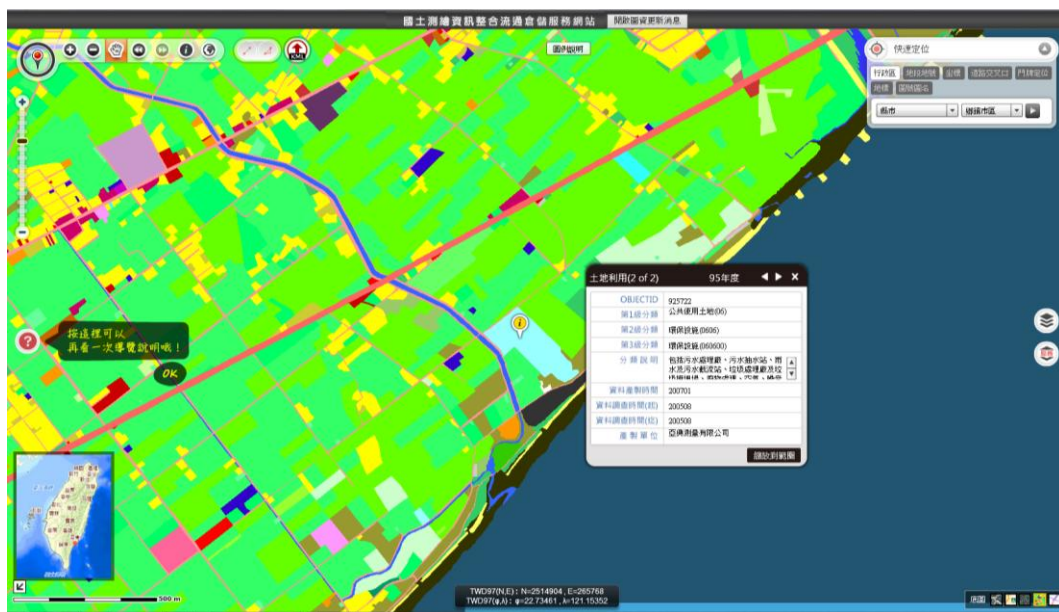 國土測繪資訊整合流通倉儲服務網站 開啟圖資更新消息
KML
圖例說明
快速定位
行政區 地段地號 坐標 道路交叉口 門牌定位
地標 圖號圖名
縣市 鄉鎮市區
土地利用(2 of 2) 95年度
OBJECTID 925722
第1級分類 公共使用土地(06)
第2級分類 環保設施(0606)
第3級分類 環保設施(060600)
分類說明 包括污水處理廠、污水抽水站、雨
水及污水截流站、垃圾處理廠及垃
資料產製時間 200701
資料調查時間(起) 200508
資料調查時間(迄) 200508
產製單位 亞興測量有限公司
縮放到範圍
按這裡可以
再看一次導覽說明哦！
OK
500 m
TWD97(N,E) : N=2514904 , E=265768
TWD97(φ,λ) : φ=22.73461 , λ=121.15352
底圖